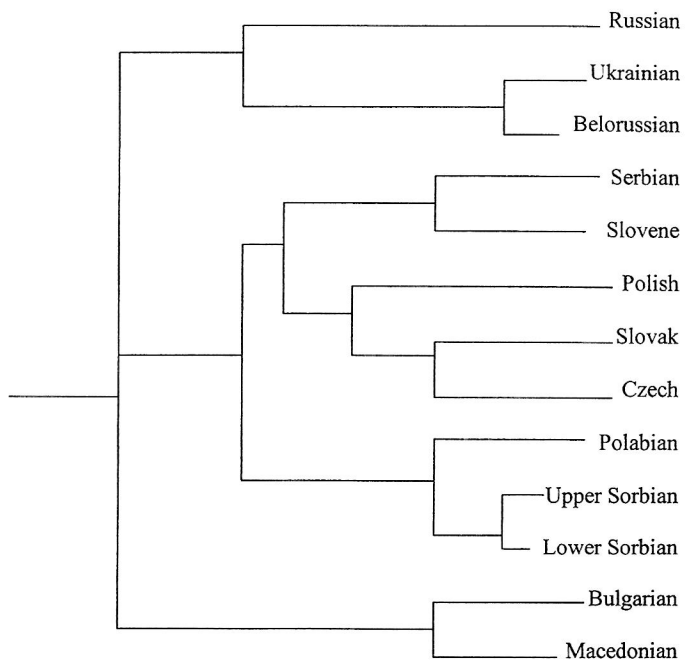 Russian
Ukrainian
Belorussian
Serbian
Slovene
Polish
Slovak
Czech
Polabian
Upper Sorbian
Lower Sorbian
Bulgarian
Macedonian